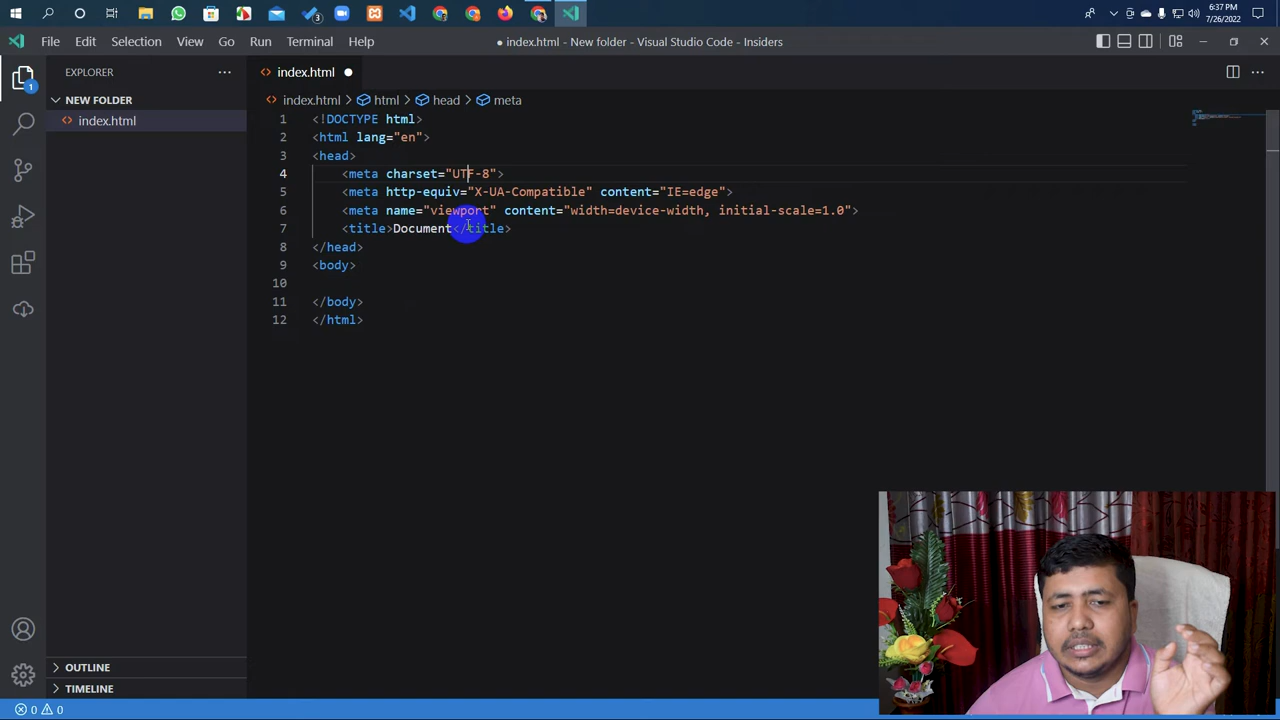 6:37 PM
7/26/2022
File Edit Selection View Go Run Terminal Help
● index.html - New folder - Visual Studio Code - Insiders
EXPLORER
NEW FOLDER
index.html
index.html
index.html > html > head > meta
1 <!DOCTYPE html>
2 <html lang="en">
3 <head>
4 <meta charset="UTF-8">
5 <meta http-equiv="X-UA-Compatible" content="IE=edge">
6 <meta name="viewport" content="width=device-width, initial-scale=1.0">
7 <title>Document</title>
8 </head>
9 <body>
10
11 </body>
12 </html>
1
3
OUTLINE
TIMELINE
0 0